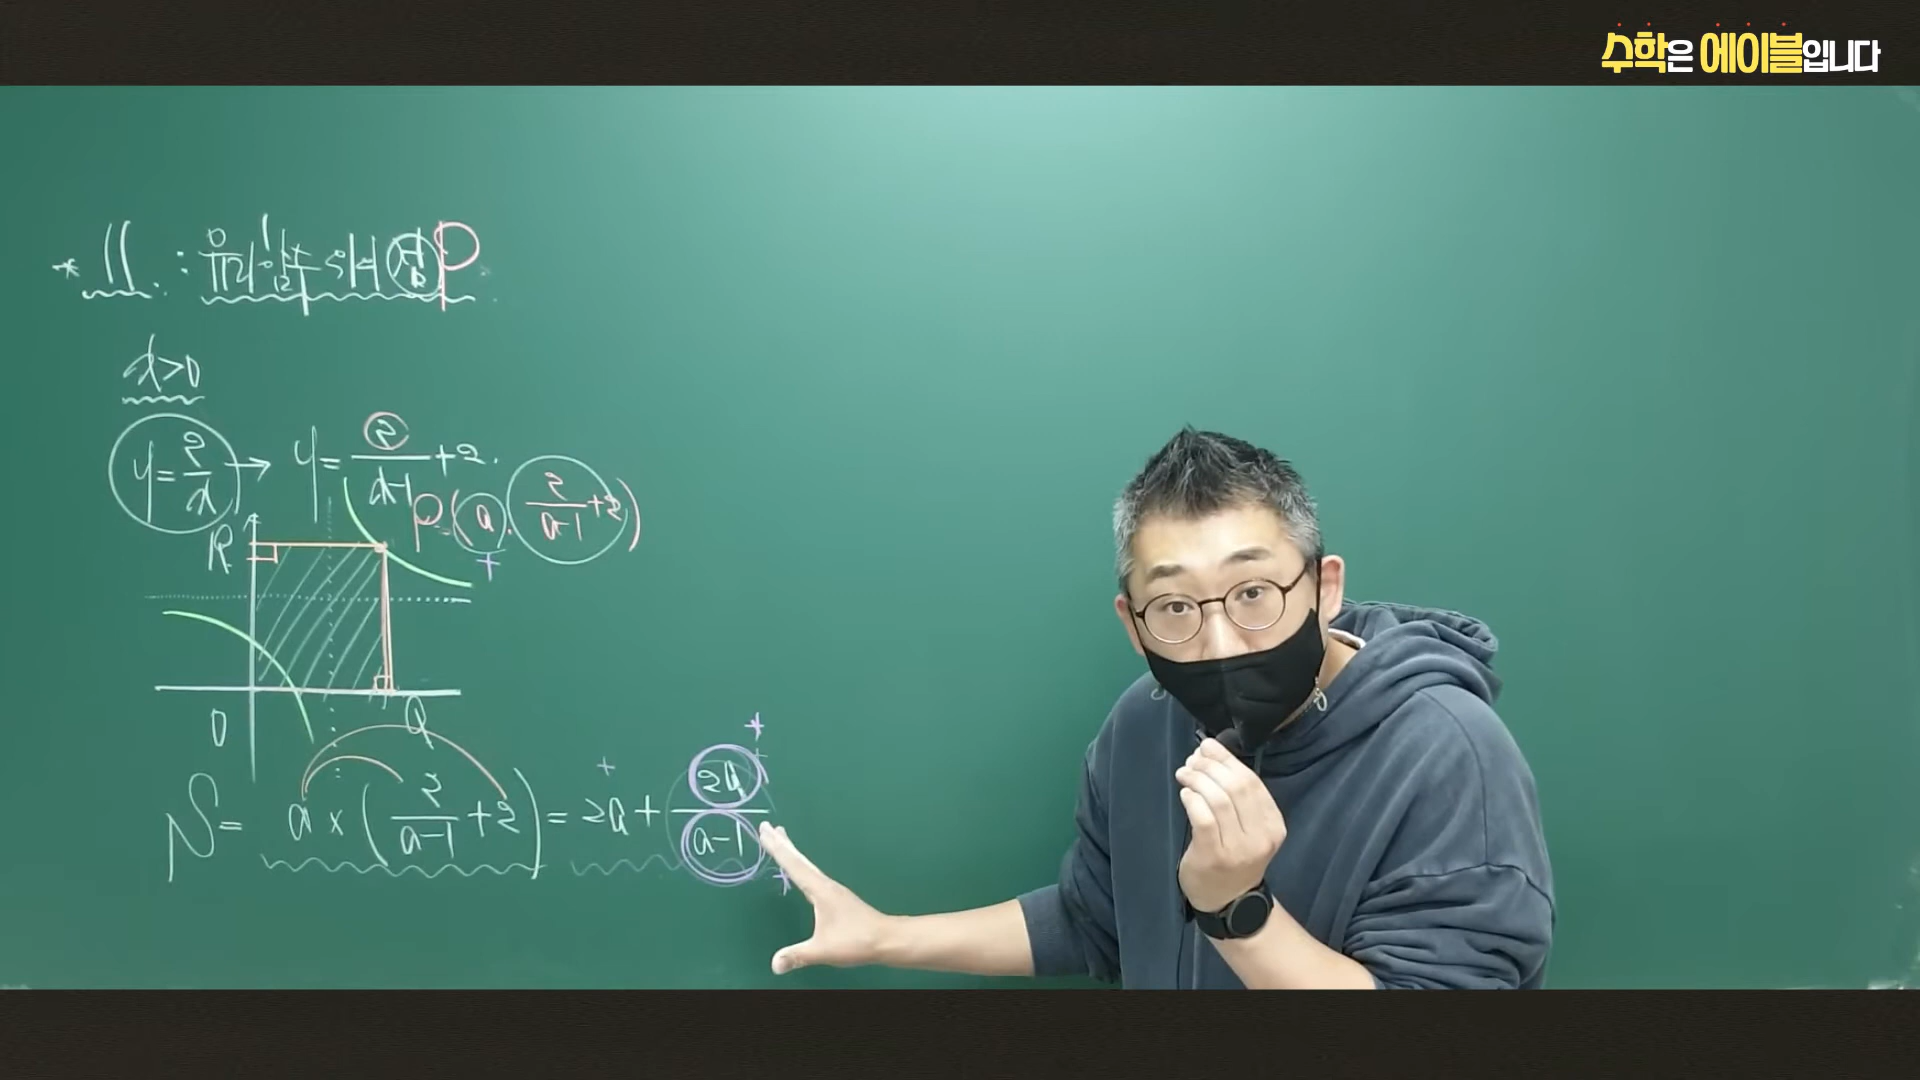 수학은 에이블입니다
* 11. : 유리함수 위의 점 P
x>0
y=2/x → y=2/(x-1)+2.
P(a, 2/(a-1)+2)
+
R
O
Q
S= a×(2/(a-1)+2)=2a+2a/(a-1)